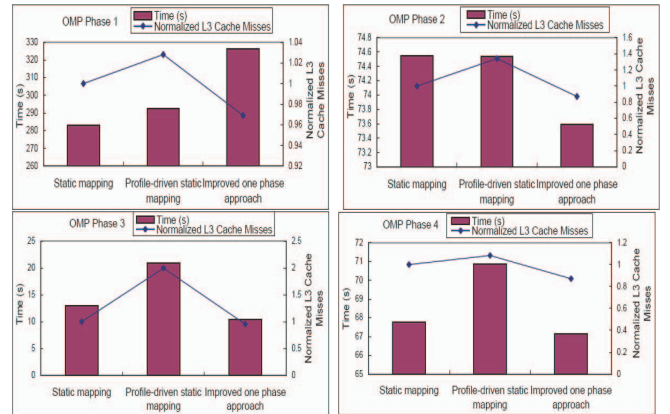 OMP Phase 1
Time (s)
Normalized L3 Cache Misses
330
320
310
300
290
280
270
260
Time (s)
1.04
1.02
1
0.98
0.96
0.94
0.92
Normalized L3
Cache Misses
Static mapping
Profile-driven static
mapping
Improved one phase
approach
OMP Phase 2
Time (s)
Normalized L3 Cache Misses
74.8
74.6
74.4
74.2
74
73.8
73.6
73.4
73.2
73
Time (s)
1.6
1.4
1.2
1
0.8
0.6
0.4
0.2
0
Normalized L3 Cache
Misses
Static mapping
Profile-driven static
mapping
Improved one phase
approach
OMP Phase 3
Time (s)
Normalized L3 Cache Misses
25
20
15
10
5
0
Time (s)
2.5
2
1.5
1
0.5
0
Normalized L3 Cache
Misses
Static mapping
Profile-driven static
mapping
Improved one phase
approach
OMP Phase 4
Time (s)
Normalized L3 Cache Misses
72
71
70
69
68
67
66
65
Time (s)
1.2
1
0.8
0.6
0.4
0.2
0
Normalized L3 Cache
Misses
Static mapping
Profile-driven static
mapping
Improved one phase
approach